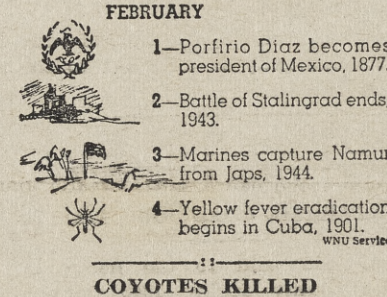 FEBRUARY
1—Porfirio Diaz becomes
president of Mexico, 1877.
2—Battle of Stalingrad ends,
1943.
3—Marines capture Namur
from Japs, 1944.
4—Yellow fever eradication
begins in Cuba, 1901.
WNU Service
COYOTES KILLED